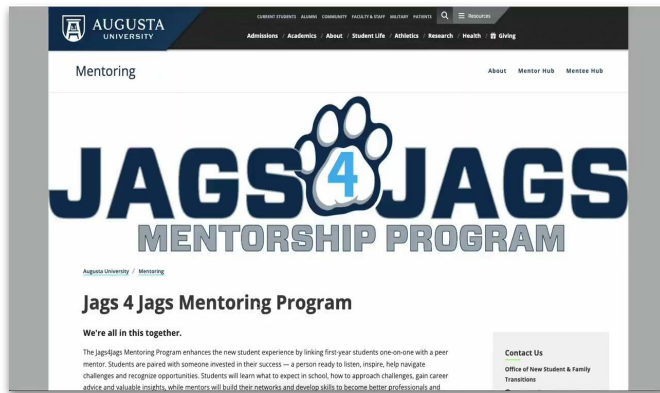 AUGUSTA
UNIVERSITY
CURRENT STUDENTS ALUMNI COMMUNITY FACULTY & STAFF MILITARY PATIENTS Resources
Admissions / Academics / About / Student Life / Athletics / Research / Health / Giving
Mentoring
About Mentor Hub Mentee Hub
JAGS 4 JAGS
MENTORSHIP PROGRAM
Augusta University / Mentoring
Jags 4 Jags Mentoring Program
We're all in this together.
The Jags4Jags Mentoring Program enhances the new student experience by linking first-year students one-on-one with a peer
mentor. Students are paired with someone invested in their success — a person ready to listen, inspire, help navigate
challenges and recognize opportunities. Students will learn what to expect in school, how to approach challenges, gain career
advice and valuable insights, while mentors will build their networks and develop skills to become better professionals and
Contact Us
Office of New Student & Family
Transitions